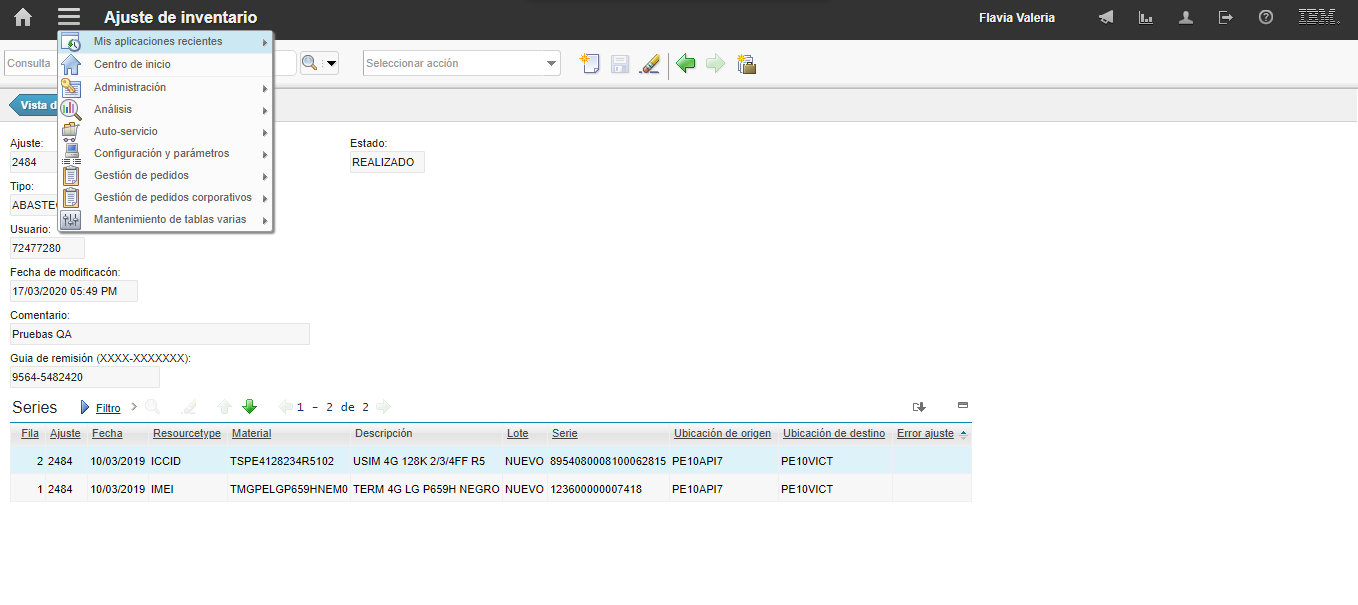 Ajuste de inventario
Flavia Valeria
IBM.
Mis aplicaciones recientes
Centro de inicio
Administración
Análisis
Auto-servicio
Configuración y parámetros
Gestión de pedidos
Gestión de pedidos corporativos
Mantenimiento de tablas varias
Consulta
Seleccionar acción
Vista d
Ajuste:
2484
Estado:
REALIZADO
Tipo:
ABASTE
Usuario:
72477280
Fecha de modificacón:
17/03/2020 05:49 PM
Comentario:
Pruebas QA
Guia de remisión (XXXX-XXXXXXX):
9564-5482420
Series Filtro 1 - 2 de 2
Fila Ajuste Fecha Resourcetype Material Descripción Lote Serie Ubicación de origen Ubicación de destino Error ajuste
2 2484 10/03/2019 ICCID TSPE4128234R5102 USIM 4G 128K 2/3/4FF R5 NUEVO 8954080008100062815 PE10API7 PE10VICT
1 2484 10/03/2019 IMEI TMGPELGP659HNEM0 TERM 4G LG P659H NEGRO NUEVO 123600000007418 PE10API7 PE10VICT